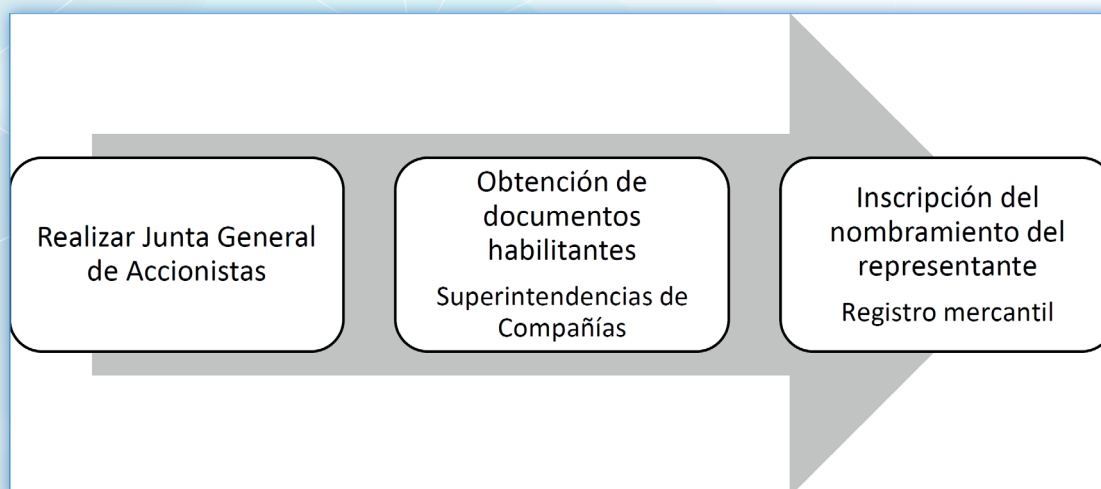 Realizar Junta General
de Accionistas
Obtención de
documentos
habilitantes
Superintendencias de
Compañías
Inscripción del
nombramiento del
representante
Registro mercantil